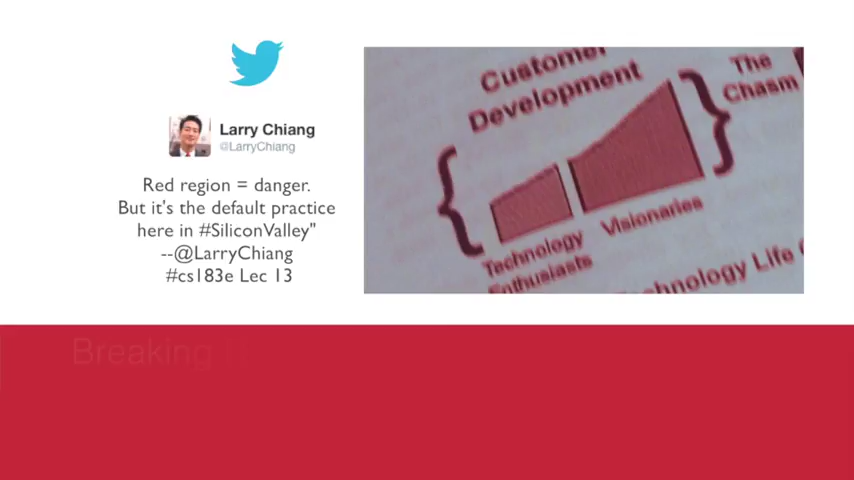 Larry Chiang
@LarryChiang
Red region = danger.
But it's the default practice
here in #SiliconValley"
--@LarryChiang
#cs183e Lec 13
Customer
Development
The
Chasm
Technology
Enthusiasts
Visionaries
Technology Life
Breaking